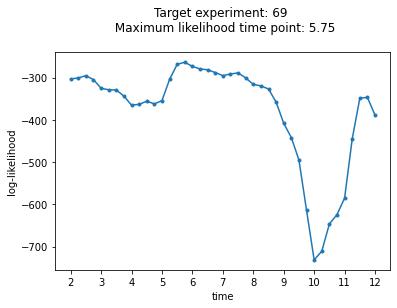 Target experiment: 69
Maximum likelihood time point: 5.75
−300
−400
−500
−600
−700
log-likelihood
2 3 4 5 6 7 8 9 10 11 12
time